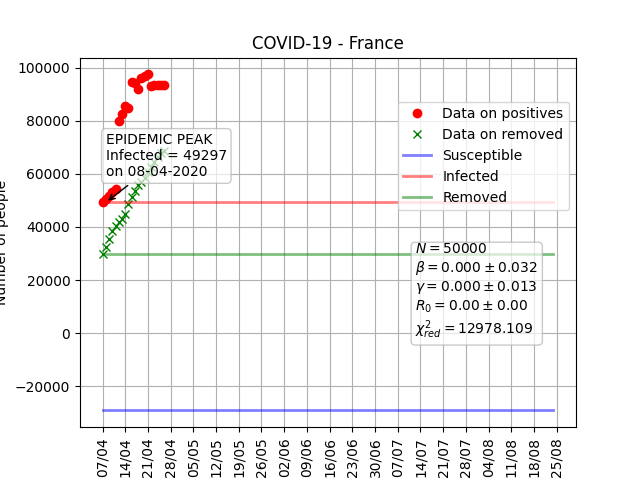 COVID-19 - France
Number of people
100000
80000
60000
40000
20000
0
−20000
Data on positives
Data on removed
Susceptible
Infected
Removed
EPIDEMIC PEAK
Infected = 49297
on 08-04-2020
N = 50000
β = 0.000 ± 0.032
γ = 0.000 ± 0.013
R₀ = 0.00 ± 0.00
χ²red = 12978.109
07/04 14/04 21/04 28/04 05/05 12/05 19/05 26/05 02/06 09/06 16/06 23/06 30/06 07/07 14/07 21/07 28/07 04/08 11/08 18/08 25/08